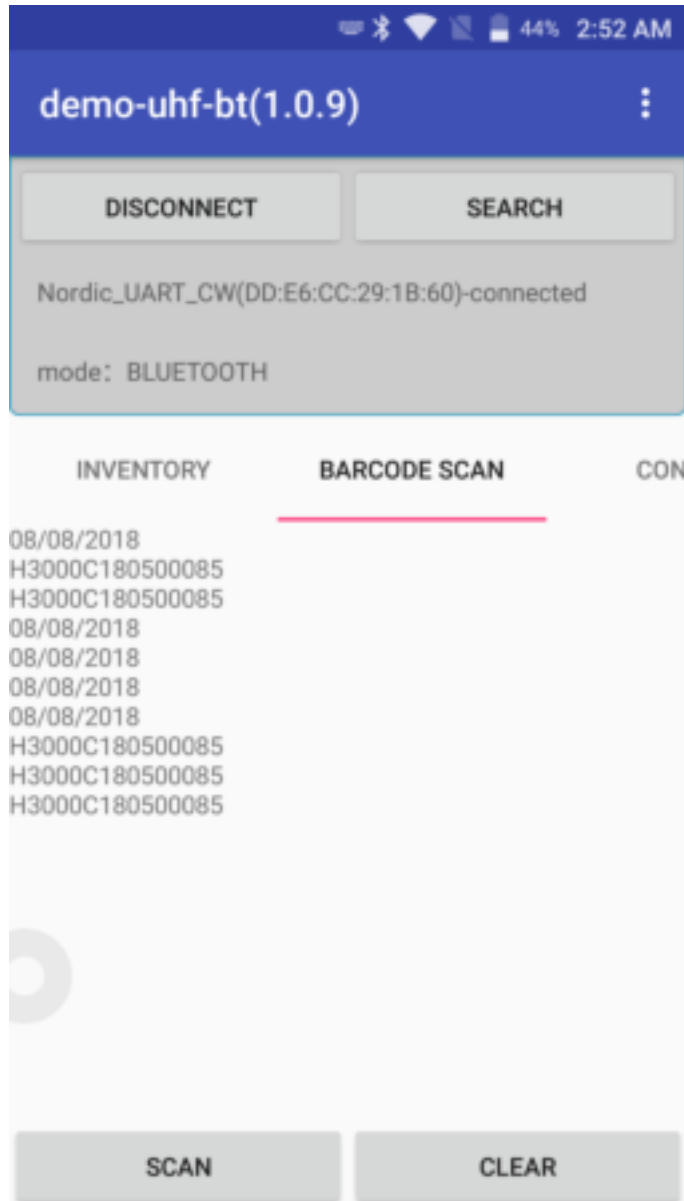 44% 2:52 AM
demo-uhf-bt(1.0.9)
DISCONNECT SEARCH
Nordic_UART_CW(DD:E6:CC:29:1B:60)-connected
mode：BLUETOOTH
INVENTORY BARCODE SCAN CON
08/08/2018
H3000C180500085
H3000C180500085
08/08/2018
08/08/2018
08/08/2018
08/08/2018
H3000C180500085
H3000C180500085
H3000C180500085
SCAN CLEAR